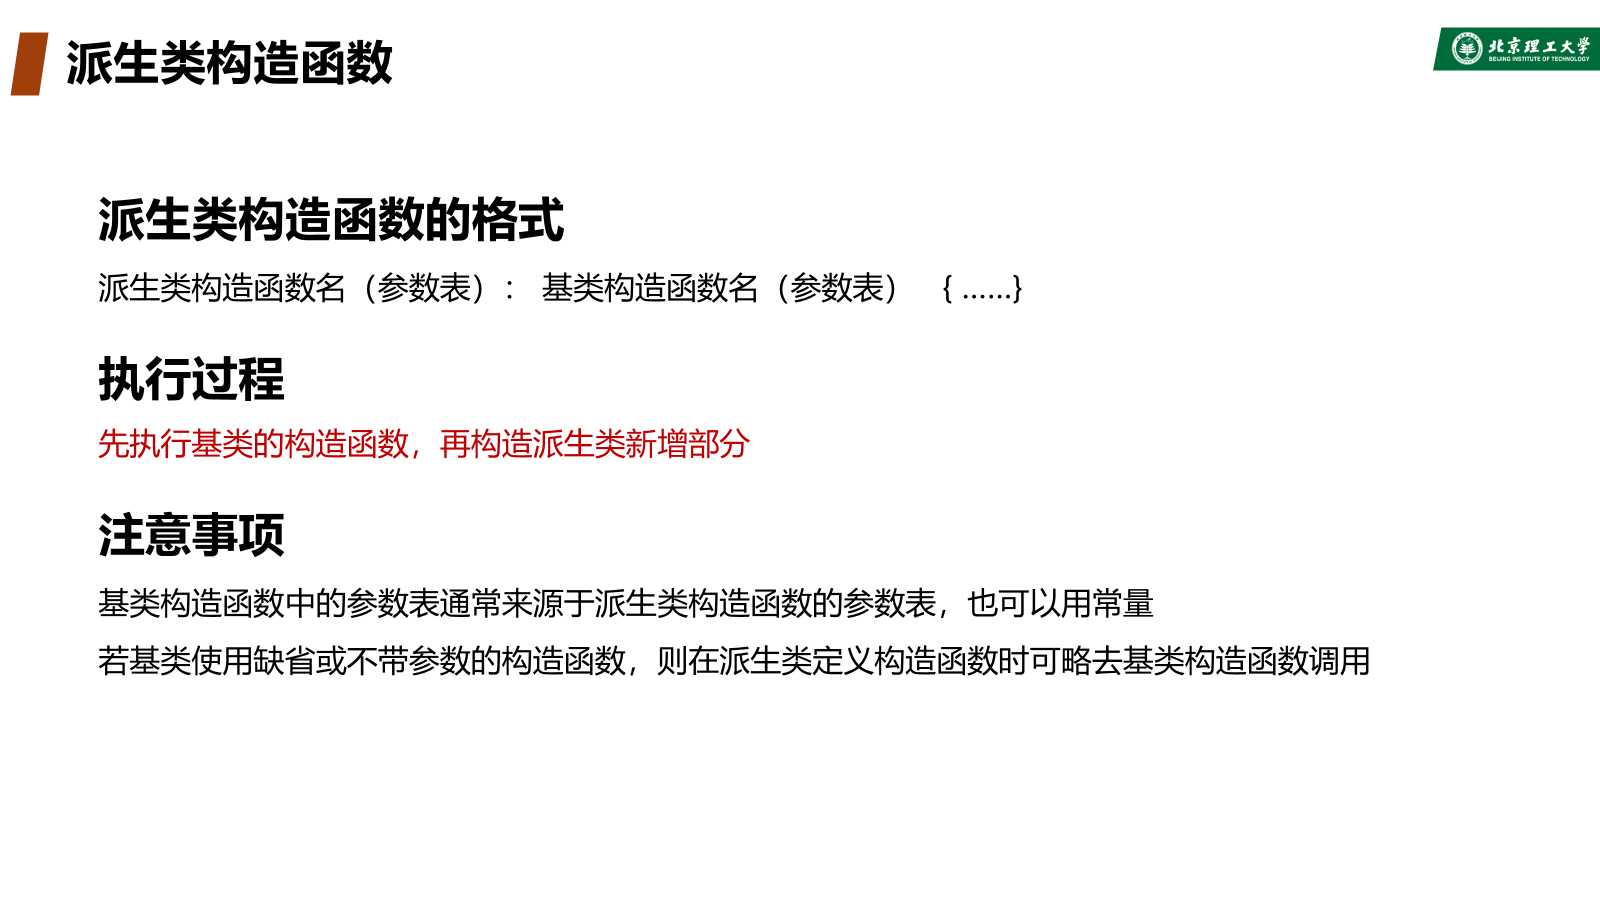 派生类构造函数
北京理工大学
BEIJING INSTITUTE OF TECHNOLOGY
派生类构造函数的格式
派生类构造函数名（参数表）： 基类构造函数名（参数表） { ......}
执行过程
先执行基类的构造函数，再构造派生类新增部分
注意事项
基类构造函数中的参数表通常来源于派生类构造函数的参数表，也可以用常量
若基类使用缺省或不带参数的构造函数，则在派生类定义构造函数时可略去基类构造函数调用